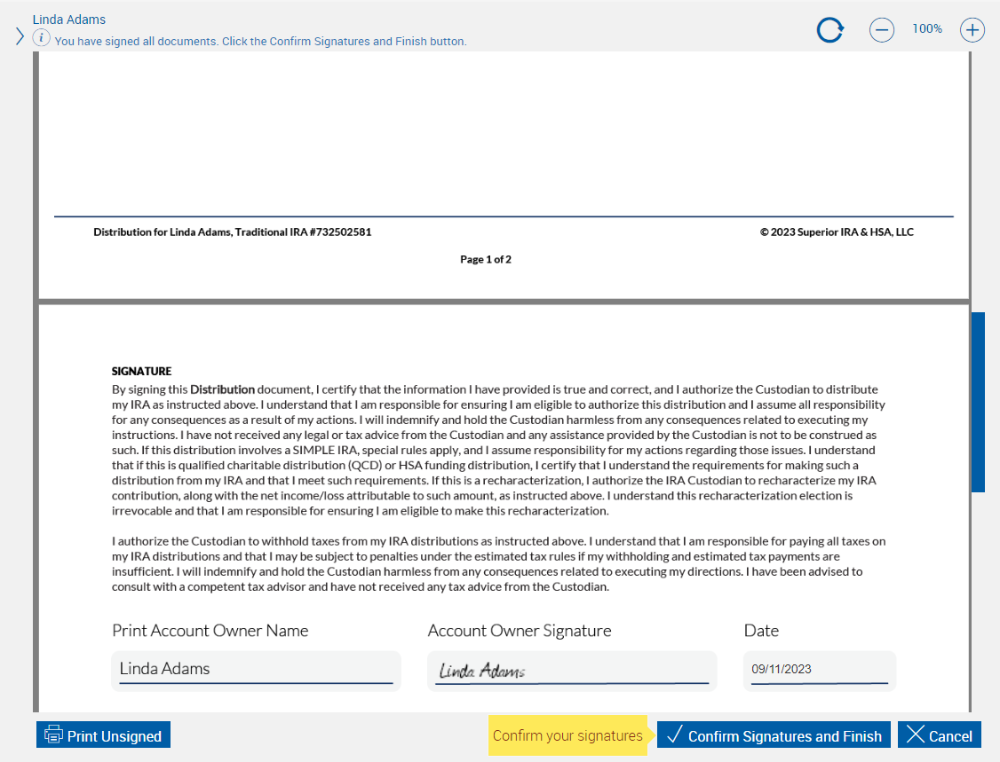 Linda Adams
You have signed all documents. Click the Confirm Signatures and Finish button.
100%
Distribution for Linda Adams, Traditional IRA #732502581
© 2023 Superior IRA & HSA, LLC
Page 1 of 2
SIGNATURE
By signing this Distribution document, I certify that the information I have provided is true and correct, and I authorize the Custodian to distribute
my IRA as instructed above. I understand that I am responsible for ensuring I am eligible to authorize this distribution and I assume all responsibility
for any consequences as a result of my actions. I will indemnify and hold the Custodian harmless from any consequences related to executing my
instructions. I have not received any legal or tax advice from the Custodian and any assistance provided by the Custodian is not to be construed as
such. If this distribution involves a SIMPLE IRA, special rules apply, and I assume responsibility for my actions regarding those issues. I understand
that if this is qualified charitable distribution (QCD) or HSA funding distribution, I certify that I understand the requirements for making such a
distribution from my IRA and that I meet such requirements. If this is a recharacterization, I authorize the IRA Custodian to recharacterize my IRA
contribution, along with the net income/loss attributable to such amount, as instructed above. I understand this recharacterization election is
irrevocable and that I am responsible for ensuring I am eligible to make this recharacterization.
I authorize the Custodian to withhold taxes from my IRA distributions as instructed above. I understand that I am responsible for paying all taxes on
my IRA distributions and that I may be subject to penalties under the estimated tax rules if my withholding and estimated tax payments are
insufficient. I will indemnify and hold the Custodian harmless from any consequences related to executing my directions. I have been advised to
consult with a competent tax advisor and have not received any tax advice from the Custodian.
Print Account Owner Name
Account Owner Signature
Date
Linda Adams
Linda Adams
09/11/2023
Print Unsigned
Confirm your signatures
Confirm Signatures and Finish
Cancel